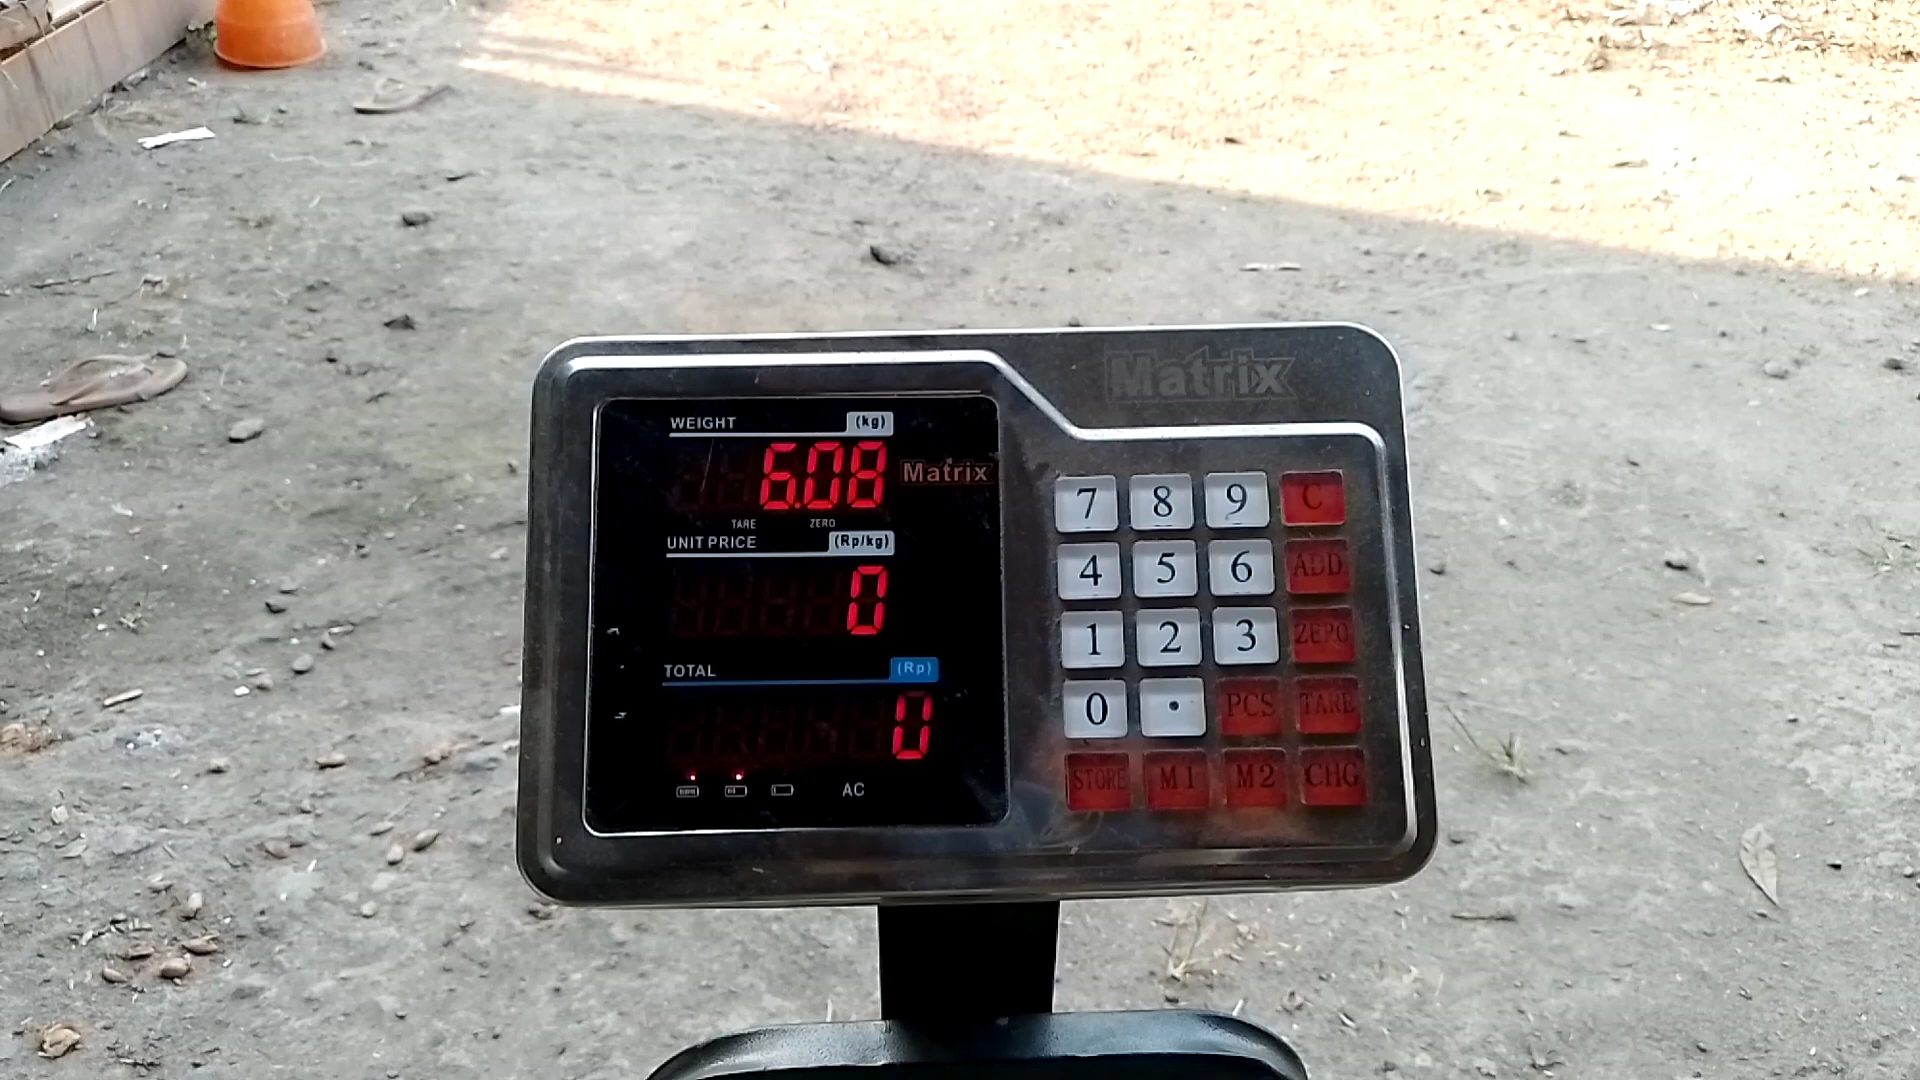 Matrix
WEIGHT (kg)
6.08
Matrix
TARE ZERO
UNIT PRICE (Rp/kg)
0
TOTAL (Rp)
0
AC
7 8 9 C
4 5 6 ADD
1 2 3 ZERO
0 . PCS TARE
STORE M1 M2 CHG